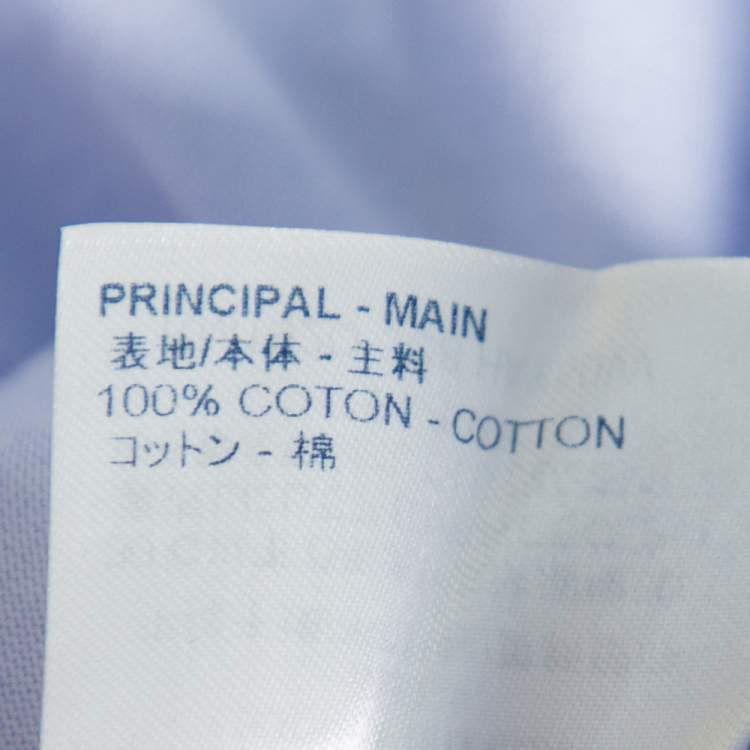 PRINCIPAL - MAIN
表地/本体 - 主料
100% COTON - COTTON
コットン - 棉